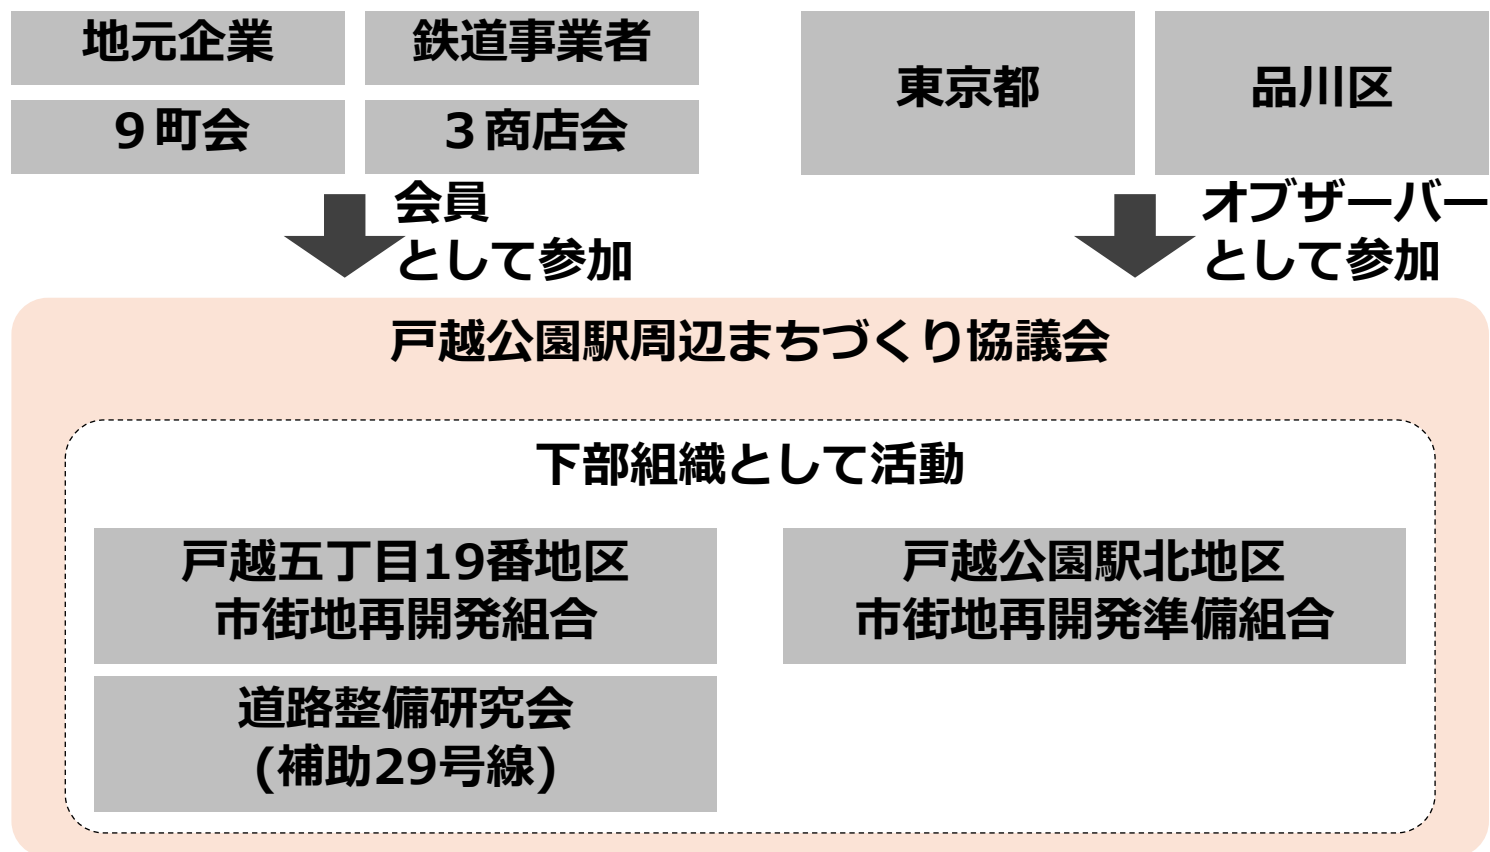 地元企業
鉄道事業者
９町会
３商店会
東京都
品川区
会員
として参加
オブザーバー
として参加
戸越公園駅周辺まちづくり協議会
下部組織として活動
戸越五丁目19番地区
市街地再開発組合
戸越公園駅北地区
市街地再開発準備組合
道路整備研究会
(補助29号線)